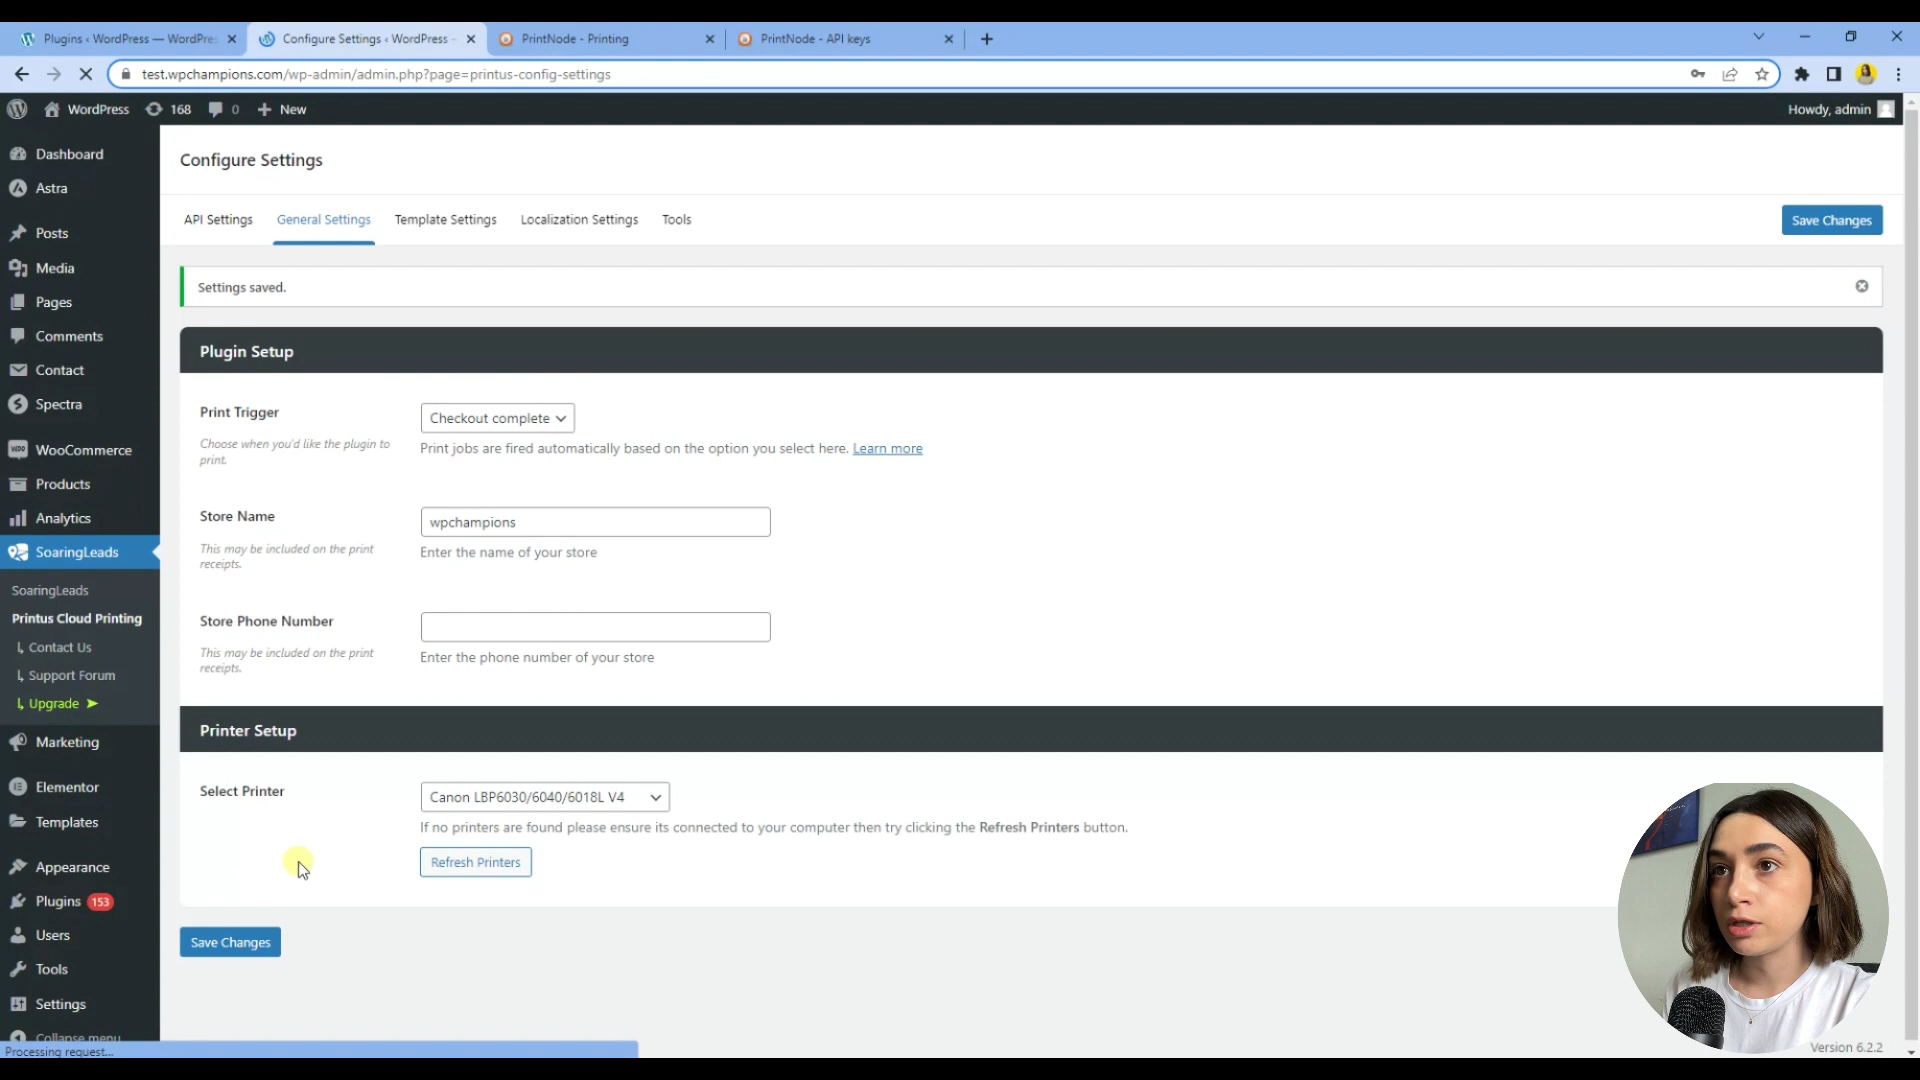 Plugins ‹ WordPress — WordPres
Configure Settings ‹ WordPress -
PrintNode - Printing
PrintNode - API keys
test.wpchampions.com/wp-admin/admin.php?page=printus-config-settings
WordPress 168 0 New
Howdy, admin
Dashboard
Astra
Posts
Media
Pages
Comments
Contact
Spectra
WooCommerce
Products
Analytics
SoaringLeads
SoaringLeads
Printus Cloud Printing
Contact Us
Support Forum
Upgrade ➤
Marketing
Elementor
Templates
Appearance
Plugins 153
Users
Tools
Settings
Collapse menu
Processing request...
Configure Settings
API Settings General Settings Template Settings Localization Settings Tools
Save Changes
Settings saved.
Plugin Setup
Print Trigger
Choose when you'd like the plugin to
print.
Checkout complete
Print jobs are fired automatically based on the option you select here. Learn more
Store Name
This may be included on the print
receipts.
wpchampions
Enter the name of your store
Store Phone Number
This may be included on the print
receipts.
Enter the phone number of your store
Printer Setup
Select Printer
Canon LBP6030/6040/6018L V4
If no printers are found please ensure its connected to your computer then try clicking the Refresh Printers button.
Refresh Printers
Save Changes
Version 6.2.2